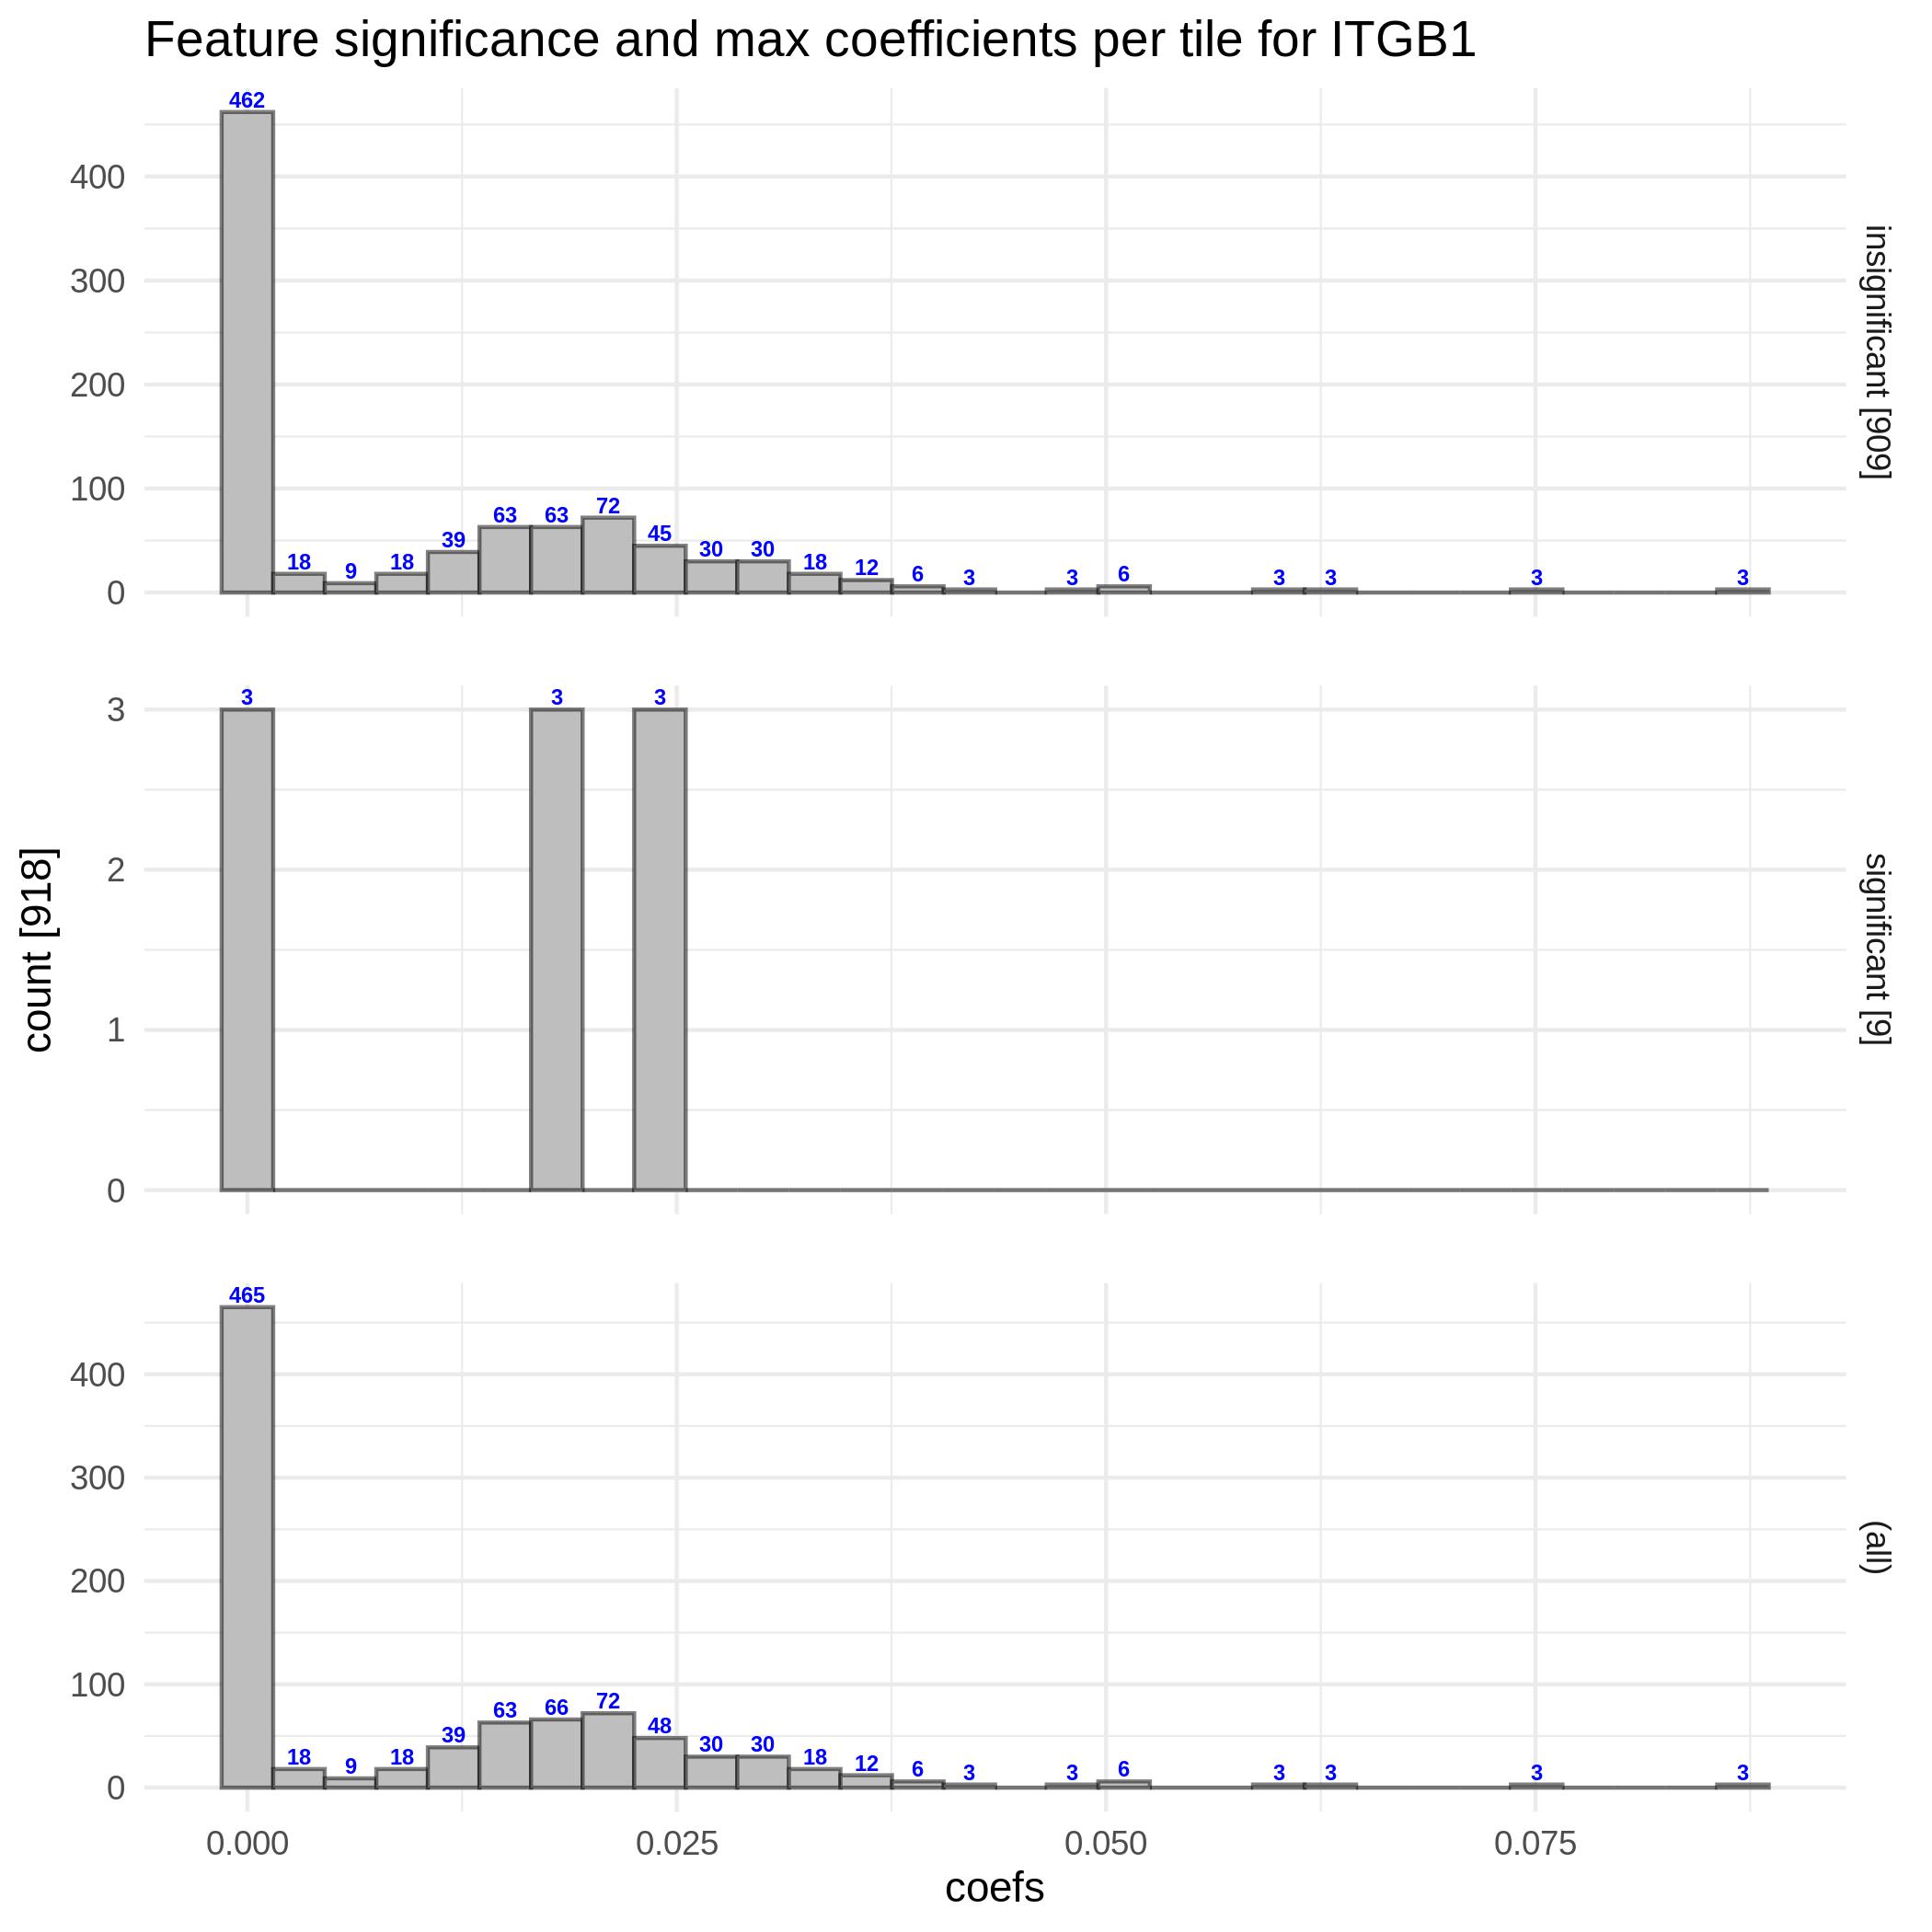 Feature significance and max coefficients per tile for ITGB1
462
400
300
200
100
0
18 9 18 39 63 63 72 45 30 30 18 12 6 3 3 6 3 3 3 3
insignificant [909]
3 3 3
3
2
1
0
significant [9]
count [918]
465
400
300
200
100
0
18 9 18 39 63 66 72 48 30 30 18 12 6 3 3 6 3 3 3 3
(all)
0.000 0.025 0.050 0.075
coefs